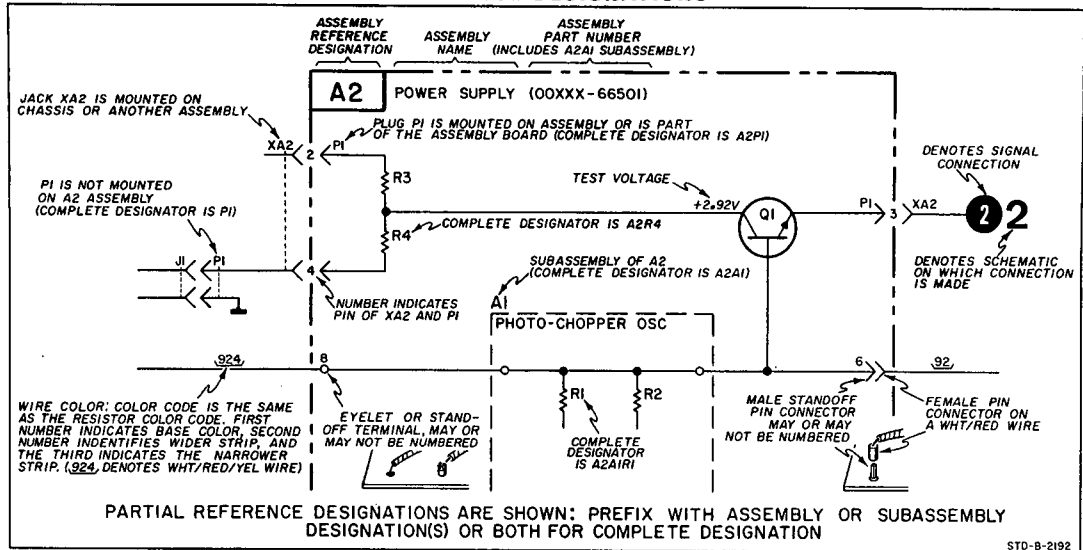 ASSEMBLY
REFERENCE
DESIGNATION
ASSEMBLY
NAME
ASSEMBLY
PART NUMBER
(INCLUDES A2A1 SUBASSEMBLY)
A2
POWER SUPPLY (00XXX-66501)
JACK XA2 IS MOUNTED ON
CHASSIS OR ANOTHER ASSEMBLY
XA2
2
P1
PLUG P1 IS MOUNTED ON ASSEMBLY OR IS PART
OF THE ASSEMBLY BOARD (COMPLETE DESIGNATOR IS A2P1)
R3
P1 IS NOT MOUNTED
ON A2 ASSEMBLY
(COMPLETE DESIGNATOR IS P1)
TEST VOLTAGE
+2.92V
Q1
P1
3
XA2
DENOTES SIGNAL
CONNECTION
2
2
DENOTES SCHEMATIC
ON WHICH CONNECTION
IS MADE
R4
COMPLETE DESIGNATOR IS A2R4
J1
P1
4
NUMBER INDICATES
PIN OF XA2 AND P1
SUBASSEMBLY OF A2
(COMPLETE DESIGNATOR IS A2A1)
A1
PHOTO-CHOPPER OSC
924
8
6
92
WIRE COLOR: COLOR CODE IS THE SAME
AS THE RESISTOR COLOR CODE. FIRST
NUMBER INDICATES BASE COLOR, SECOND
NUMBER INDENTIFIES WIDER STRIP, AND
THE THIRD INDICATES THE NARROWER
STRIP. (924 DENOTES WHT/RED/YEL WIRE)
EYELET OR STAND-
OFF TERMINAL, MAY OR
MAY NOT BE NUMBERED
R1
R2
COMPLETE
DESIGNATOR
IS A2A1R1
MALE STANDOFF
PIN CONNECTOR
MAY OR MAY
NOT BE NUMBERED
FEMALE PIN
CONNECTOR ON
A WHT/RED WIRE
PARTIAL REFERENCE DESIGNATIONS ARE SHOWN: PREFIX WITH ASSEMBLY OR SUBASSEMBLY
DESIGNATION(S) OR BOTH FOR COMPLETE DESIGNATION
STD-B-2192